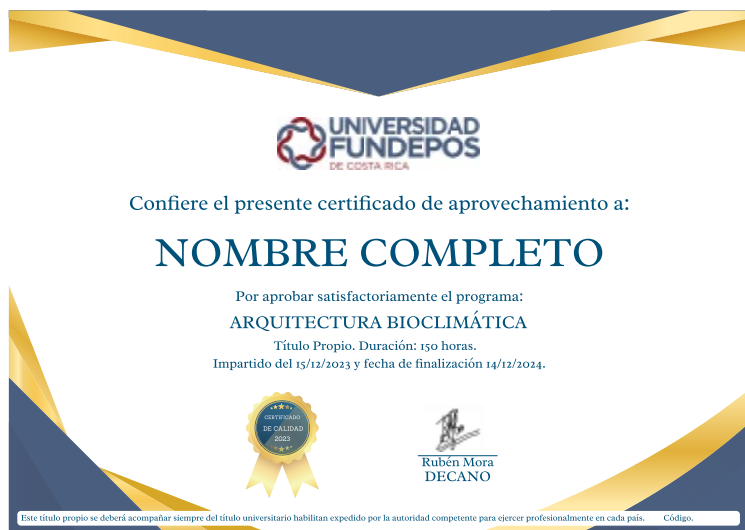 UNIVERSIDAD
FUNDEPOS
DE COSTA RICA
Confiere el presente certificado de aprovechamiento a:
NOMBRE COMPLETO
Por aprobar satisfactoriamente el programa:
ARQUITECTURA BIOCLIMÁTICA
Título Propio. Duración: 150 horas.
Impartido del 15/12/2023 y fecha de finalización 14/12/2024.
CERTIFICADO
DE CALIDAD
2023
Rubén Mora
DECANO
Este título propio se deberá acompañar siempre del título universitario habilitan expedido por la autoridad competente para ejercer profesionalmente en cada país. Código.